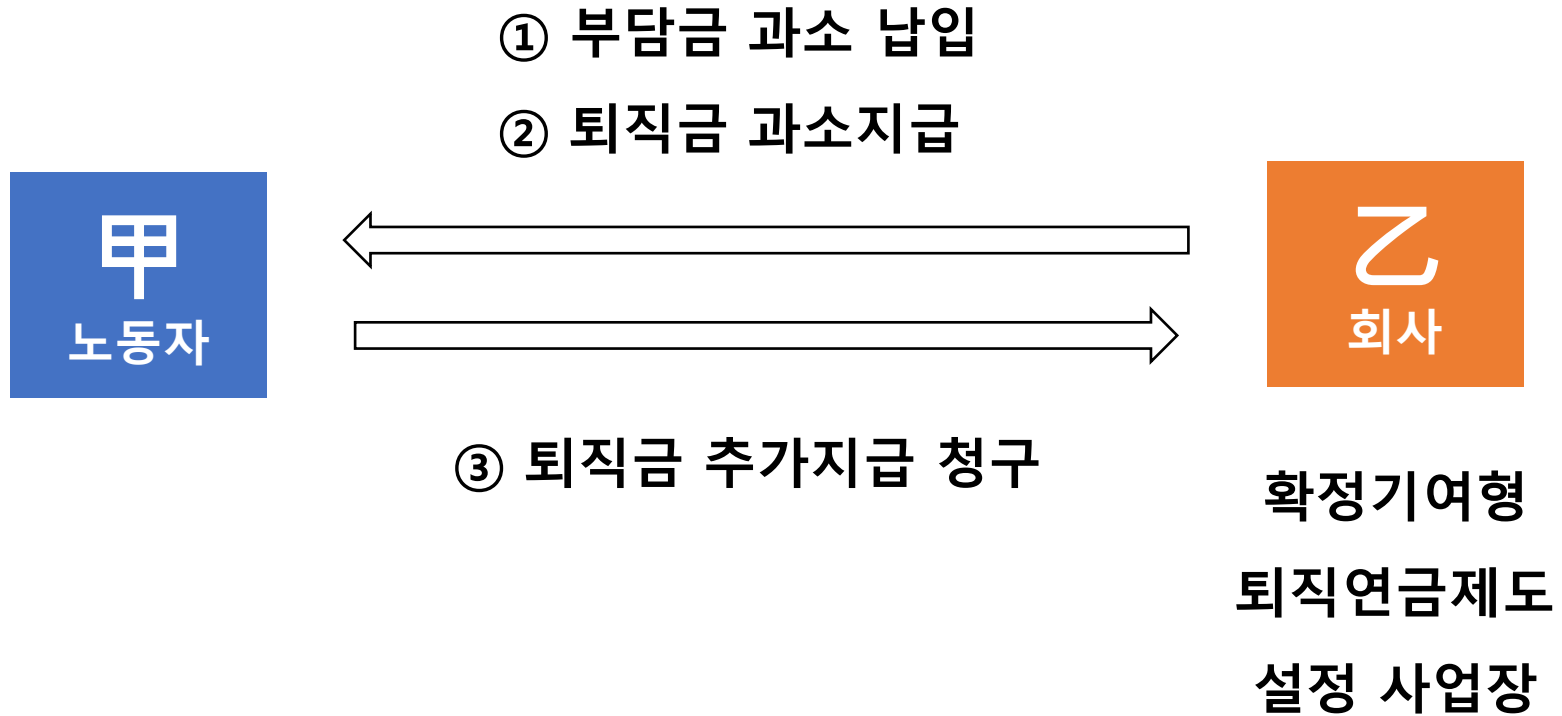 ① 부담금 과소 납입
② 퇴직금 과소지급
甲
노동자
乙
회사
③ 퇴직금 추가지급 청구
확정기여형
퇴직연금제도
설정 사업장